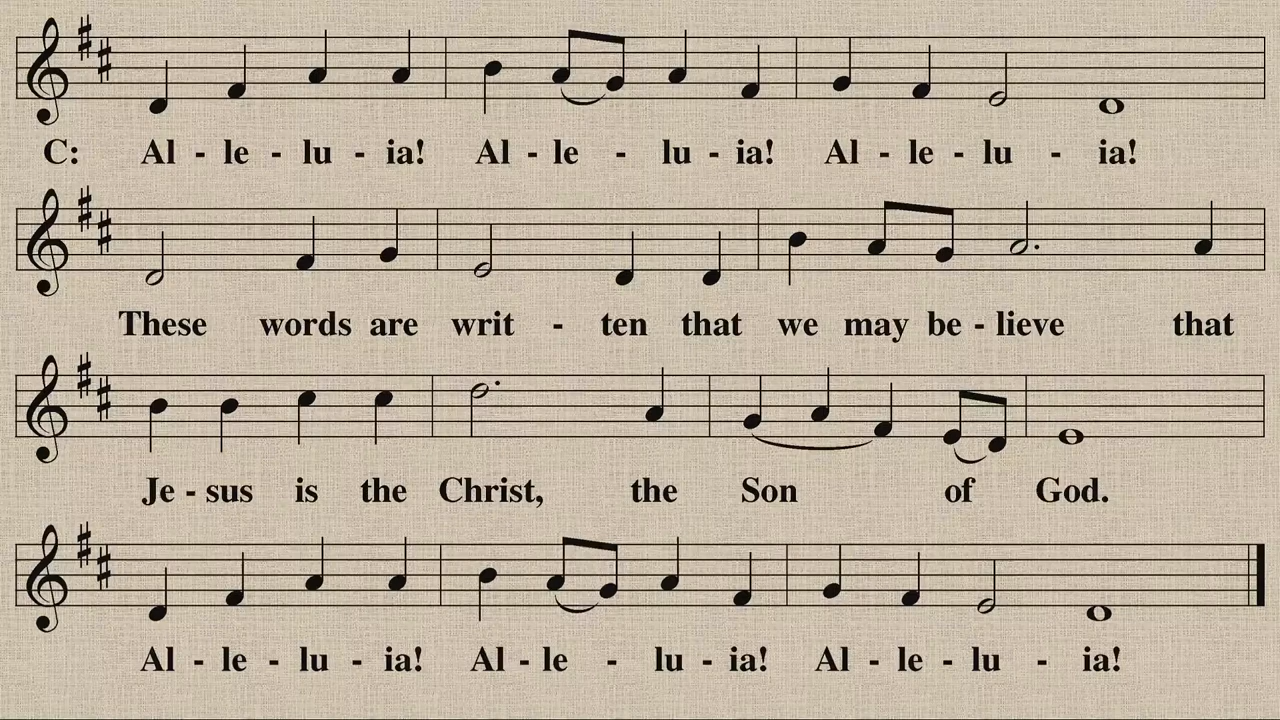 C: Al - le - lu - ia! Al - le - lu - ia! Al - le - lu - ia!
These words are writ - ten that we may be - lieve that
Je - sus is the Christ, the Son of God.
Al - le - lu - ia! Al - le - lu - ia! Al - le - lu - ia!